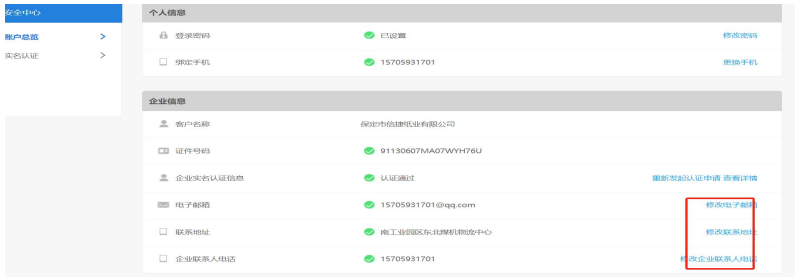 安全中心
个人信息
账户总览 >
登录密码 已设置 修改密码
实名认证 >
绑定手机 15705931701 更换手机
企业信息
客户名称 保定市信捷纸业有限公司
证件号码 91130607MA07WYH76U
企业实名认证信息 认证通过 重新发起认证申请 查看详情
电子邮箱 15705931701@qq.com 修改电子邮箱
联系地址 南工业园区东北煤机物流中心 修改联系地址
企业联系人电话 15705931701 修改企业联系人电话